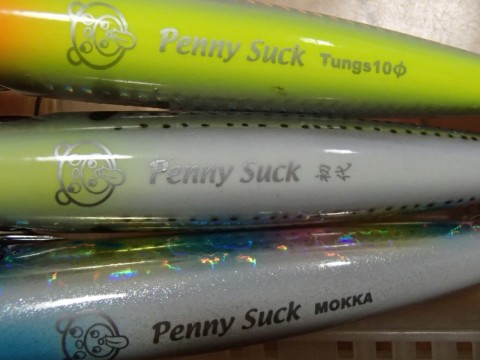 Penny Suck Tungs10φ
Penny Suck 初代
Penny Suck MOKKA